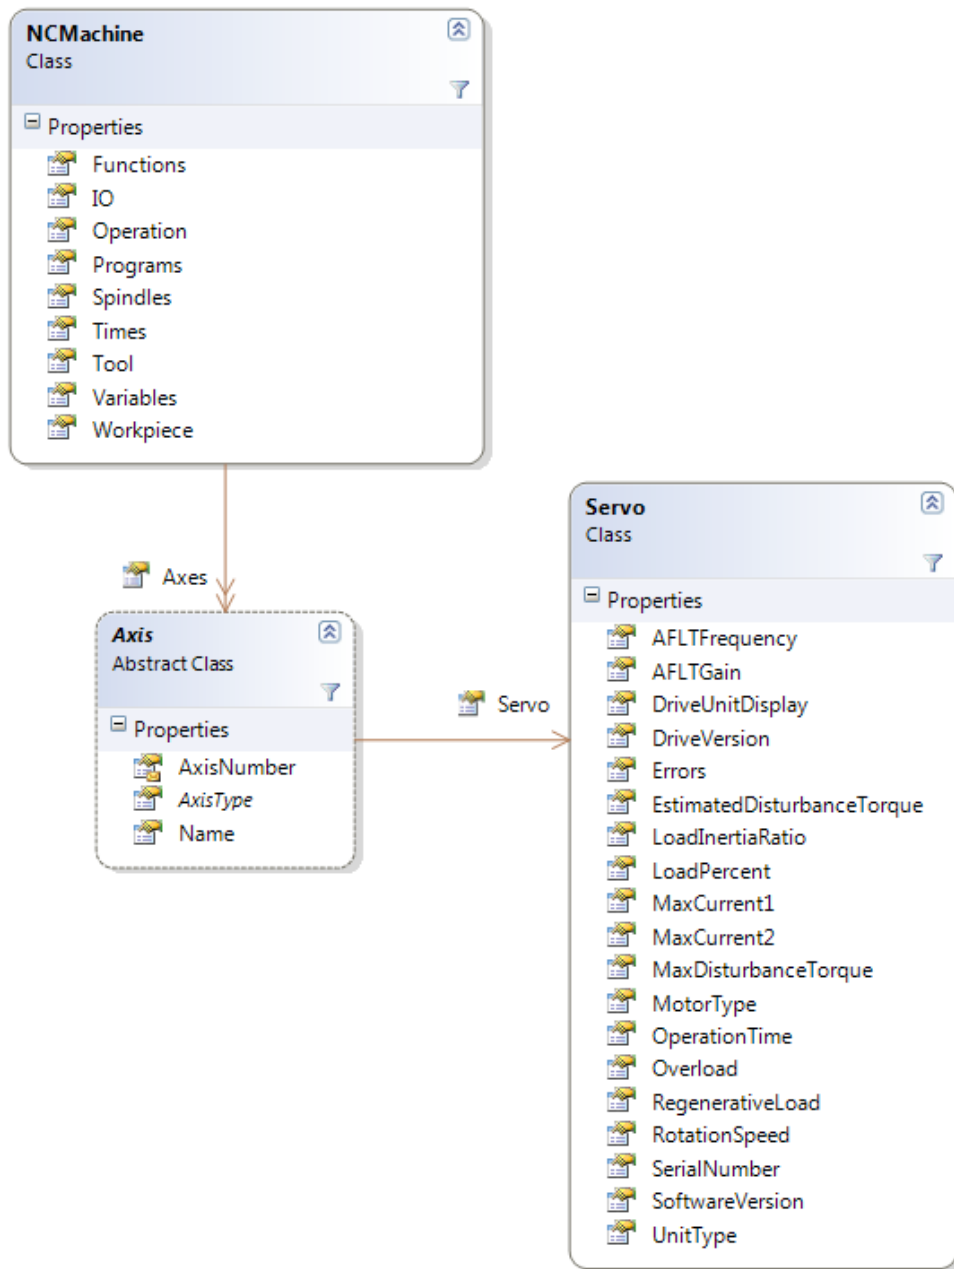 NCMachine
Class
Properties
Functions
IO
Operation
Programs
Spindles
Times
Tool
Variables
Workpiece
Axes
Axis
Abstract Class
Properties
AxisNumber
AxisType
Name
Servo
Servo
Class
Properties
AFLTFrequency
AFLTGain
DriveUnitDisplay
DriveVersion
Errors
EstimatedDisturbanceTorque
LoadInertiaRatio
LoadPercent
MaxCurrent1
MaxCurrent2
MaxDisturbanceTorque
MotorType
OperationTime
Overload
RegenerativeLoad
RotationSpeed
SerialNumber
SoftwareVersion
UnitType